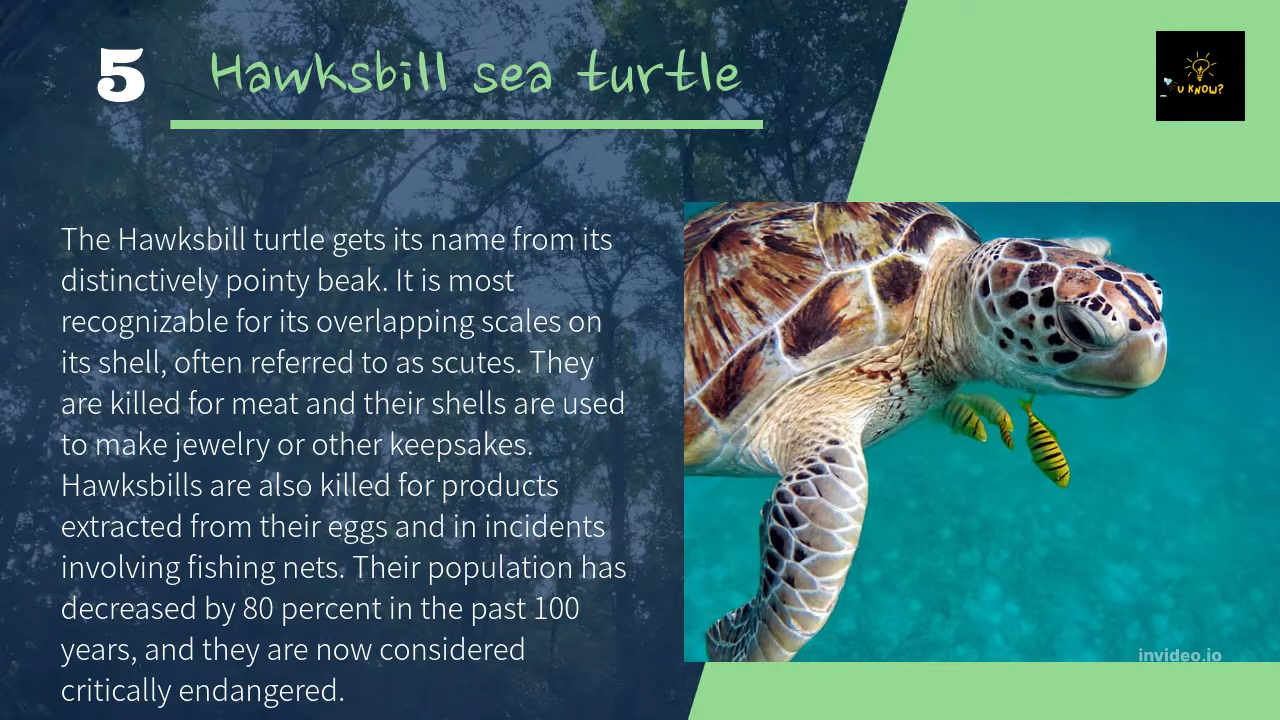 5 Hawksbill sea turtle
U KNOW?
The Hawksbill turtle gets its name from its
distinctively pointy beak. It is most
recognizable for its overlapping scales on
its shell, often referred to as scutes. They
are killed for meat and their shells are used
to make jewelry or other keepsakes.
Hawksbills are also killed for products
extracted from their eggs and in incidents
involving fishing nets. Their population has
decreased by 80 percent in the past 100
years, and they are now considered
critically endangered.
invideo.io